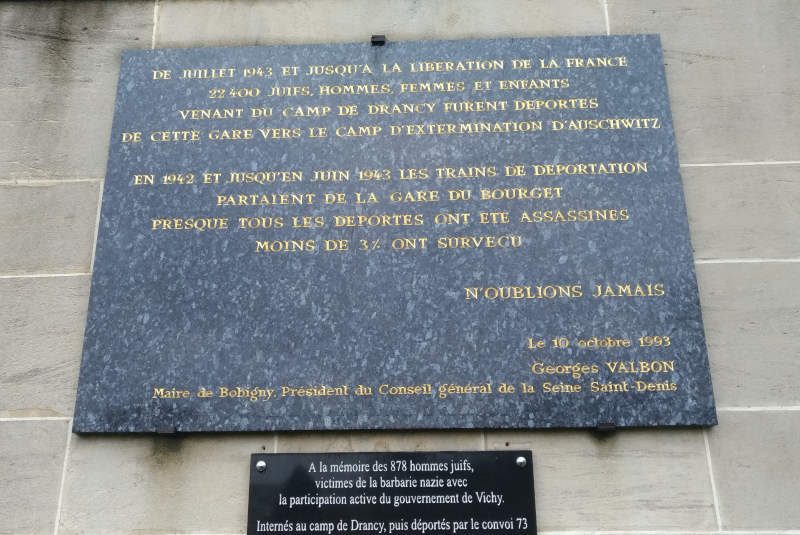 DE JUILLET 1943 ET JUSQU'A LA LIBERATION DE LA FRANCE
22 400 JUIFS, HOMMES, FEMMES ET ENFANTS
VENANT DU CAMP DE DRANCY FURENT DEPORTES
DE CETTE GARE VERS LE CAMP D'EXTERMINATION D'AUSCHWITZ
EN 1942 ET JUSQU'EN JUIN 1943 LES TRAINS DE DEPORTATION
PARTAIENT DE LA GARE DU BOURGET
PRESQUE TOUS LES DEPORTES ONT ETE ASSASSINES
MOINS DE 3% ONT SURVECU
N'OUBLIONS JAMAIS
Le 10 octobre 1993
Georges VALBON
Maire de Bobigny, Président du Conseil général de la Seine Saint-Denis
A la mémoire des 878 hommes juifs,
victimes de la barbarie nazie avec
la participation active du gouvernement de Vichy.
Internés au camp de Drancy, puis déportés par le convoi 73